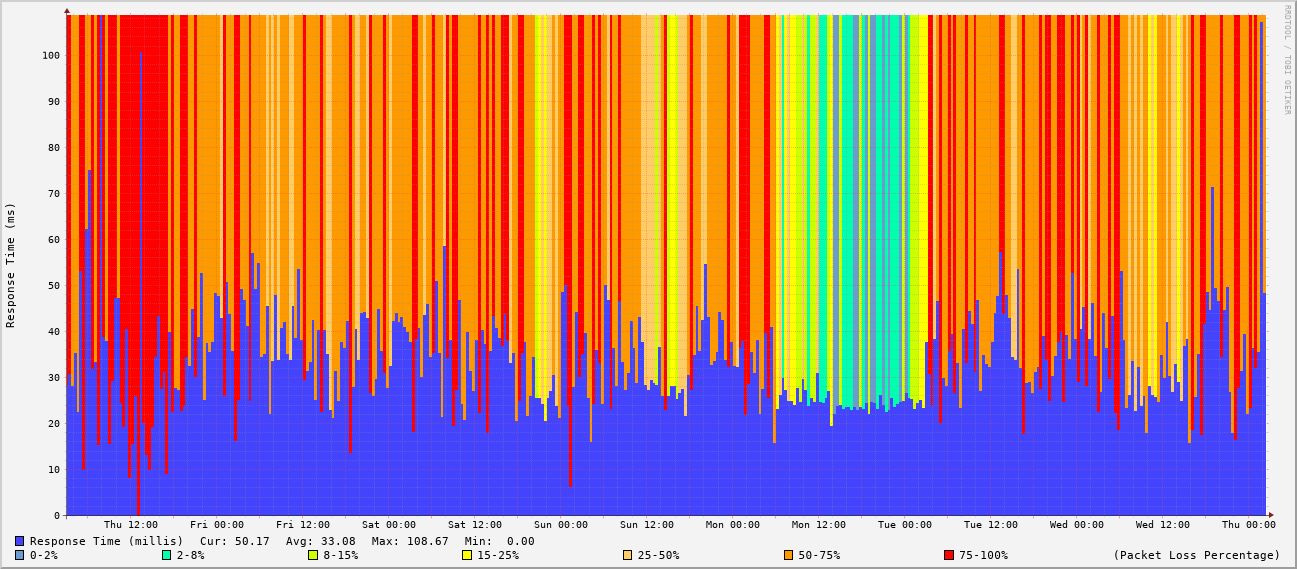 RRDTOOL / TOBI OETIKER
Response Time (ms)
100
90
80
70
60
50
40
30
20
10
0
Thu 12:00 Fri 00:00 Fri 12:00 Sat 00:00 Sat 12:00 Sun 00:00 Sun 12:00 Mon 00:00 Mon 12:00 Tue 00:00 Tue 12:00 Wed 00:00 Wed 12:00 Thu 00:00
Response Time (millis) Cur: 50.17 Avg: 33.08 Max: 108.67 Min: 0.00
0-2% 2-8% 8-15% 15-25% 25-50% 50-75% 75-100% (Packet Loss Percentage)